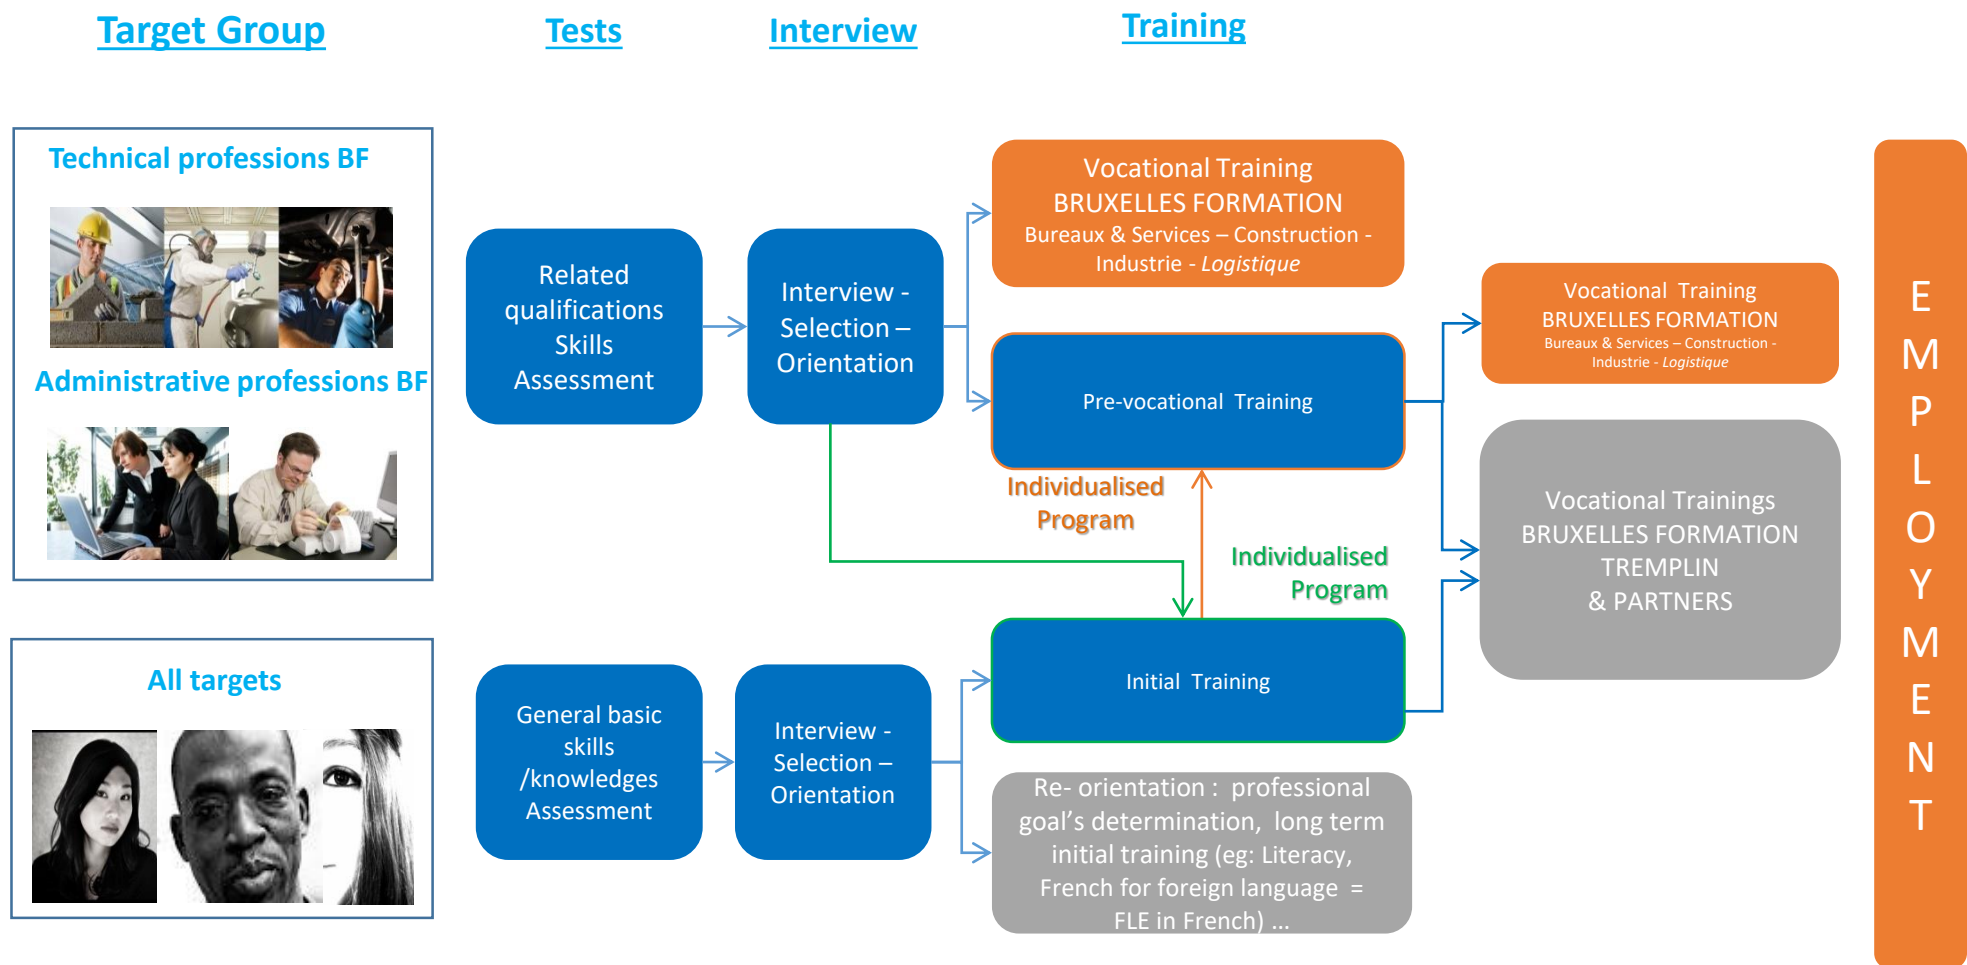 Target Group
Tests
Interview
Training
Technical professions BF
Administrative professions BF
Related
qualifications
Skills
Assessment
Interview -
Selection –
Orientation
Vocational Training
BRUXELLES FORMATION
Bureaux & Services – Construction -
Industrie - Logistique
Pre-vocational Training
Individualised
Program
Individualised
Program
Vocational Training
BRUXELLES FORMATION
Bureaux & Services – Construction -
Industrie - Logistique
Vocational Trainings
BRUXELLES FORMATION
TREMPLIN
& PARTNERS
All targets
General basic
skills
/knowledges
Assessment
Interview -
Selection –
Orientation
Initial Training
Re- orientation : professional
goal's determination, long term
initial training (eg: Literacy,
French for foreign language =
FLE in French) ...
E
M
P
L
O
Y
M
E
N
T